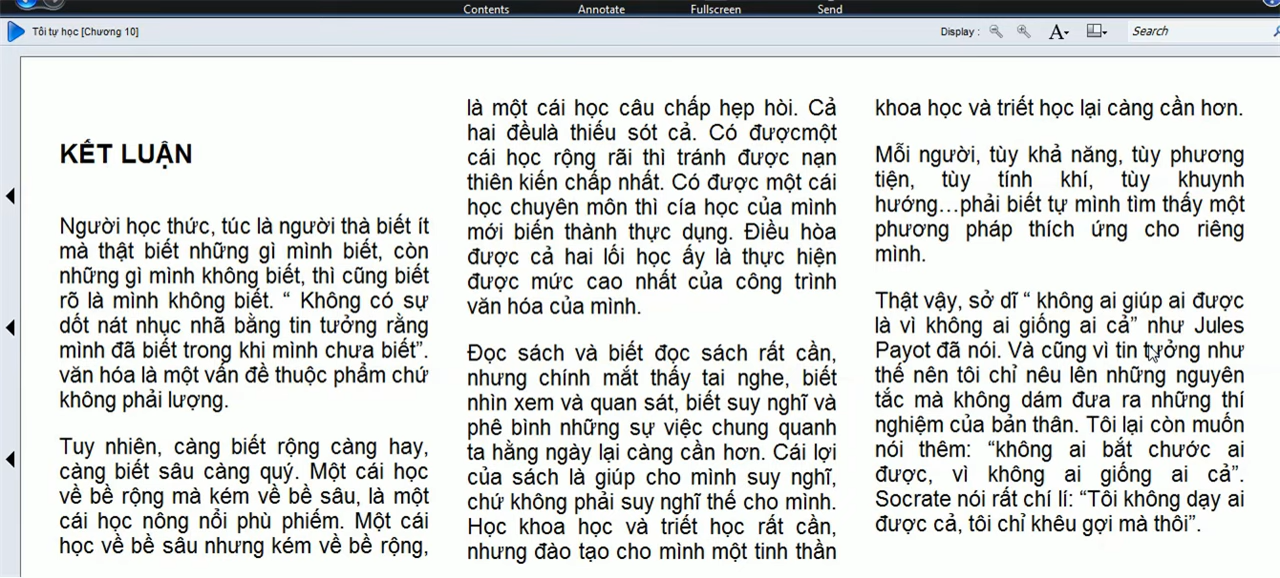 Contents Annotate Fullscreen Send
Tôi tự học [Chương 10] Display : A Search
KẾT LUẬN
Người học thức, túc là người thà biết ít
mà thật biết những gì mình biết, còn
những gì mình không biết, thì cũng biết
rõ là mình không biết. “ Không có sự
dốt nát nhục nhã bằng tin tưởng rằng
mình đã biết trong khi mình chưa biết”.
văn hóa là một vấn đề thuộc phẩm chứ
không phải lượng.
Tuy nhiên, càng biết rộng càng hay,
càng biết sâu càng quý. Một cái học
về bề rộng mà kém về bề sâu, là một
cái học nông nổi phù phiếm. Một cái
học về bề sâu nhưng kém về bề rộng,
là một cái học câu chấp hẹp hòi. Cả
hai đềulà thiếu sót cả. Có đượcmột
cái học rộng rãi thì tránh được nạn
thiên kiến chấp nhất. Có được một cái
học chuyên môn thì cía học của mình
mới biến thành thực dụng. Điều hòa
được cả hai lối học ấy là thực hiện
được mức cao nhất của công trình
văn hóa của mình.
Đọc sách và biết đọc sách rất cần,
nhưng chính mắt thấy tai nghe, biết
nhìn xem và quan sát, biết suy nghĩ và
phê bình những sự việc chung quanh
ta hằng ngày lại càng cần hơn. Cái lợi
của sách là giúp cho mình suy nghĩ,
chứ không phải suy nghĩ thế cho mình.
Học khoa học và triết học rất cần,
nhưng đào tạo cho mình một tinh thần
khoa học và triết học lại càng cần hơn.
Mỗi người, tùy khả năng, tùy phương
tiện, tùy tính khí, tùy khuynh
hướng…phải biết tự mình tìm thấy một
phương pháp thích ứng cho riêng
mình.
Thật vậy, sở dĩ “ không ai giúp ai được
là vì không ai giống ai cả” như Jules
Payot đã nói. Và cũng vì tin tưởng như
thế nên tôi chỉ nêu lên những nguyên
tắc mà không dám đưa ra những thí
nghiệm của bản thân. Tôi lại còn muốn
nói thêm: “không ai bắt chước ai
được, vì không ai giống ai cả”.
Socrate nói rất chí lí: “Tôi không dạy ai
được cả, tôi chỉ khêu gợi mà thôi”.